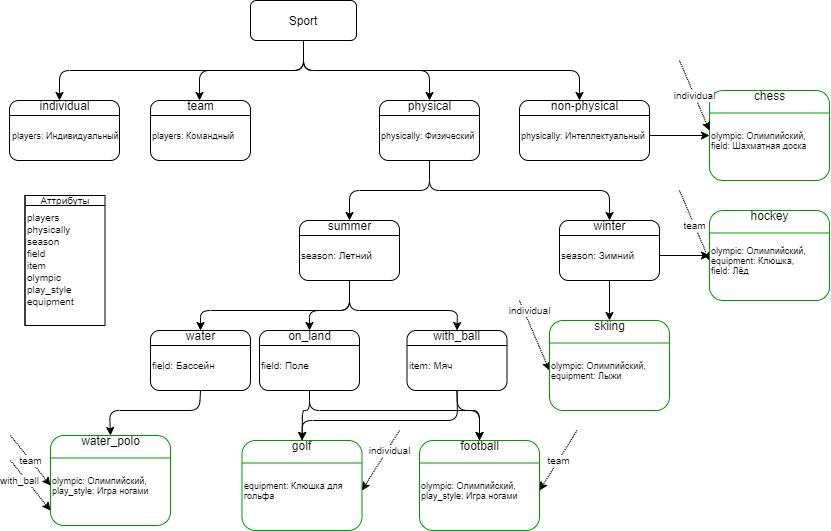 Sport
individual
players: Индивидуальный
team
players: Командный
physical
physically: Физический
non-physical
physically: Интеллектуальный
individual
chess
olympic: Олимпийский,
field: Шахматная доска
Аттрибуты
players
physically
season
field
item
olympic
play_style
equipment
summer
season: Летний
winter
season: Зимний
team
hockey
olympic: Олимпийский,
equipment: Клюшка,
field: Лёд
water
field: Бассейн
on_land
field: Поле
with_ball
item: Мяч
individual
skiing
olympic: Олимпийский,
equipment: Лыжи
team
with_ball
water_polo
olympic: Олимпийский,
play_style: Игра ногами
golf
equipment: Клюшка для
гольфа
individual
football
olympic: Олимпийский,
play_style: Игра ногами
team